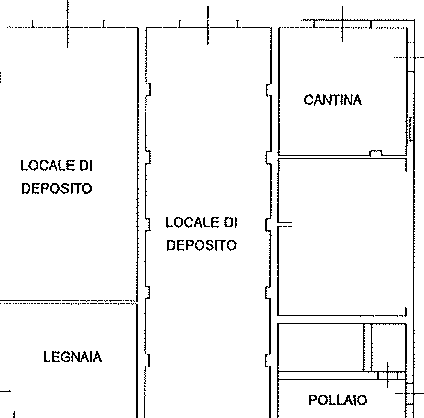 CANTINA
LOCALE DI
DEPOSITO
LOCALE DI
DEPOSITO
LEGNAIA
POLLAIO